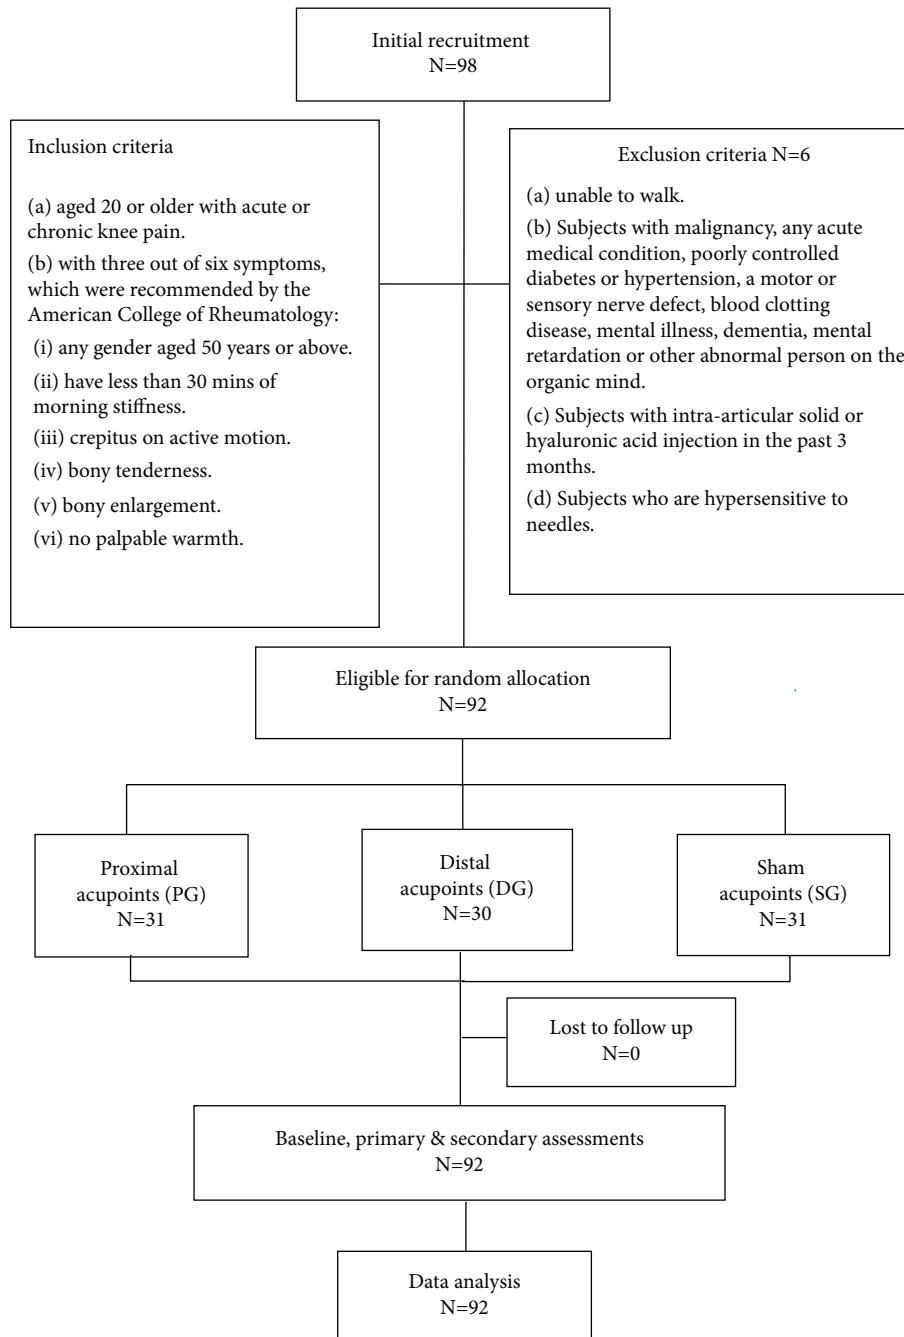 Initial recruitment
N=98
Inclusion criteria
(a) aged 20 or older with acute or
chronic knee pain.
(b) with three out of six symptoms,
which were recommended by the
American College of Rheumatology:
(i) any gender aged 50 years or above.
(ii) have less than 30 mins of
morning stiffness.
(iii) crepitus on active motion.
(iv) bony tenderness.
(v) bony enlargement.
(vi) no palpable warmth.
Exclusion criteria N=6
(a) unable to walk.
(b) Subjects with malignancy, any acute
medical condition, poorly controlled
diabetes or hypertension, a motor or
sensory nerve defect, blood clotting
disease, mental illness, dementia, mental
retardation or other abnormal person on the
organic mind.
(c) Subjects with intra-articular solid or
hyaluronic acid injection in the past 3
months.
(d) Subjects who are hypersensitive to
needles.
Eligible for random allocation
N=92
Proximal
acupoints (PG)
N=31
Distal
acupoints (DG)
N=30
Sham
acupoints (SG)
N=31
Lost to follow up
N=0
Baseline, primary & secondary assessments
N=92
Data analysis
N=92